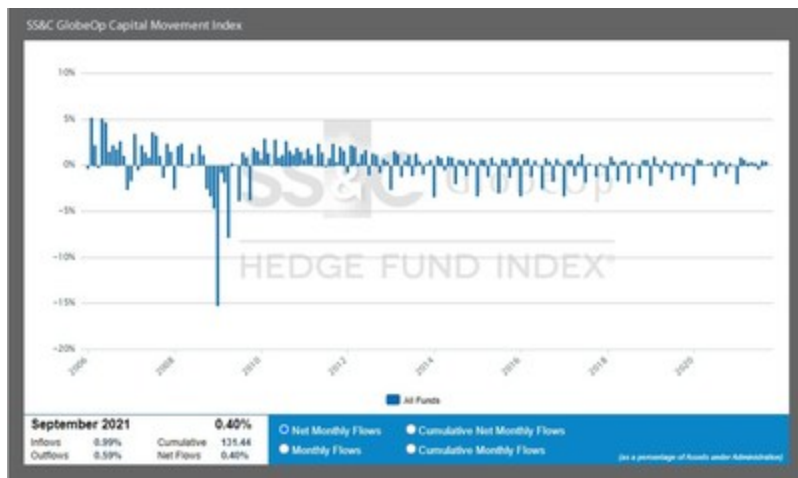 SS&C GlobeOp Capital Movement Index
10%
5%
0%
-5%
-10%
-15%
-20%
SS&C GlobeOp
HEDGE FUND INDEX®
2006 2008 2010 2012 2014 2016 2018 2020
All Funds
September 2021 0.40%
Inflows 0.99% Cumulative 131.44
Outflows 0.59% Net Flows 0.40%
Net Monthly Flows Cumulative Net Monthly Flows
Monthly Flows Cumulative Monthly Flows
(as a percentage of Assets under Administration)